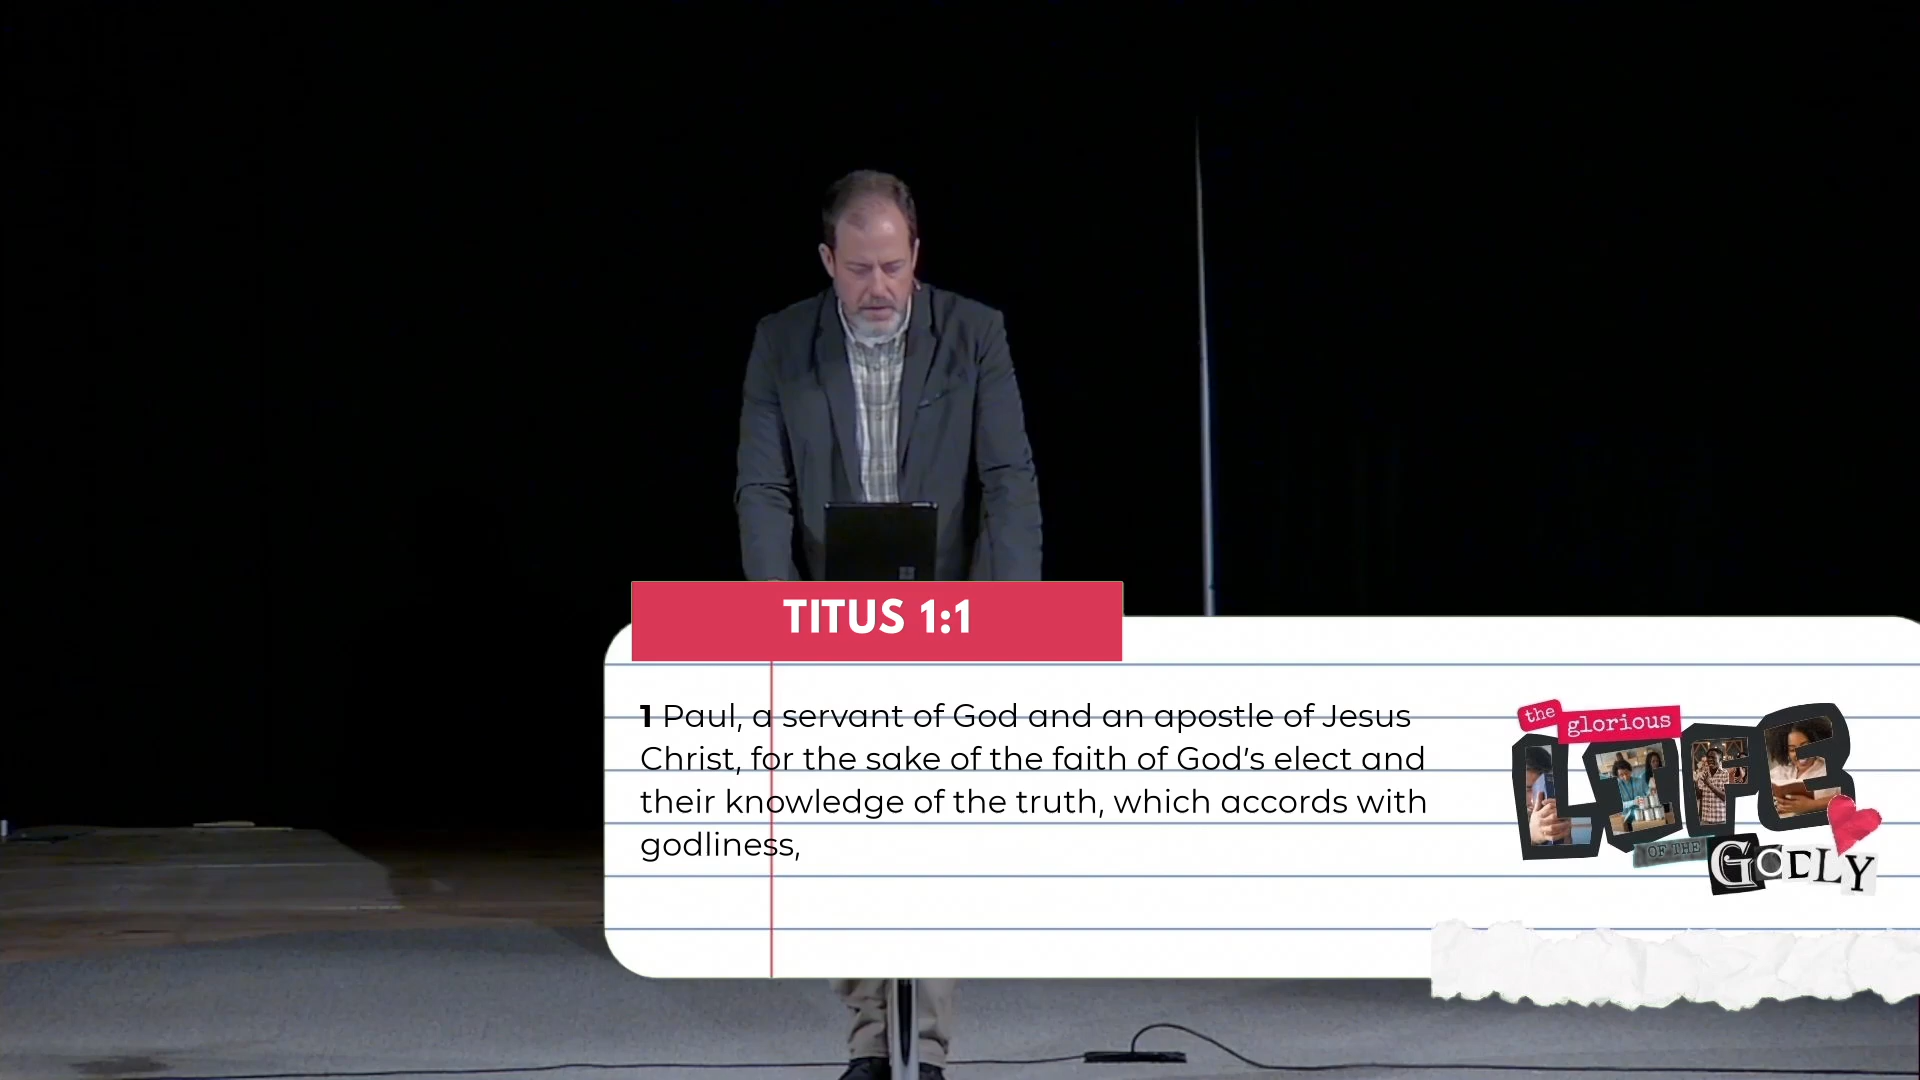 TITUS 1:1
1 Paul, a servant of God and an apostle of Jesus
Christ, for the sake of the faith of God’s elect and
their knowledge of the truth, which accords with
godliness,
the
glorious
LIFE
OF THE
GODLY